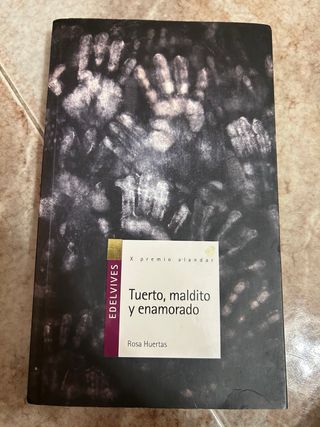 X premio alandar
EDELVIVES
Tuerto, maldito
y enamorado
Rosa Huertas